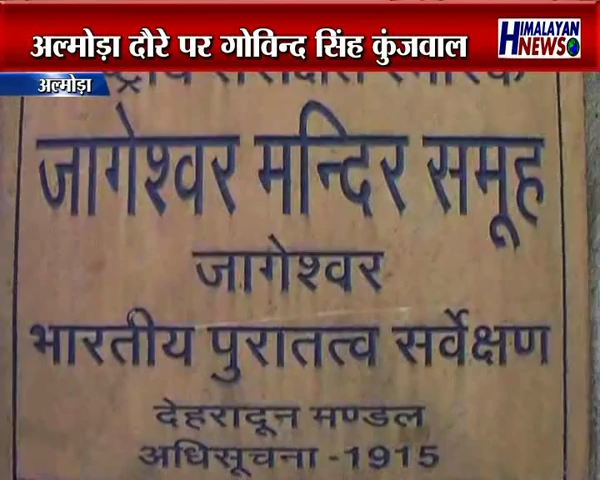 अल्मोड़ा दौरे पर गोविन्द सिंह कुंजवाल
HIMALAYAN
NEWS
अल्मोड़ा
जागेश्वर मन्दिर समूह
जागेश्वर
भारतीय पुरातत्व सर्वेक्षण
देहरादून मण्डल
अधिसूचना -1915